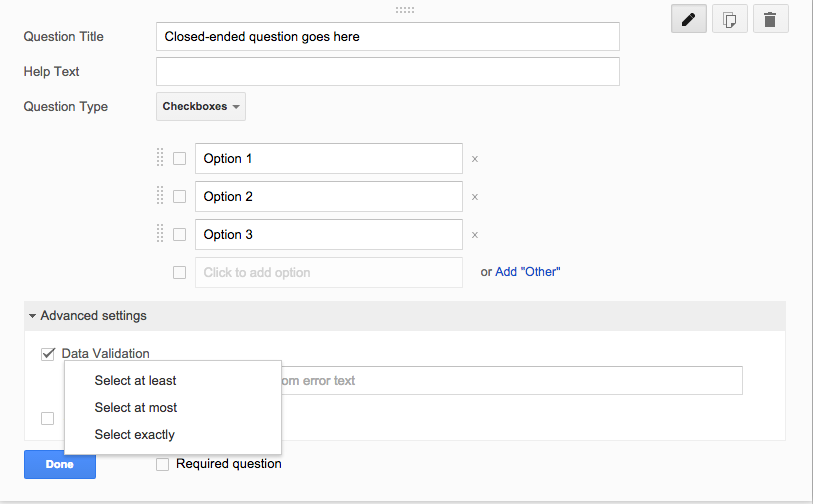 Question Title Closed-ended question goes here
Help Text
Question Type Checkboxes
Option 1 x
Option 2 x
Option 3 x
Click to add option or Add "Other"
Advanced settings
Data Validation
Select at least error text
Select at most
Select exactly
Done Required question